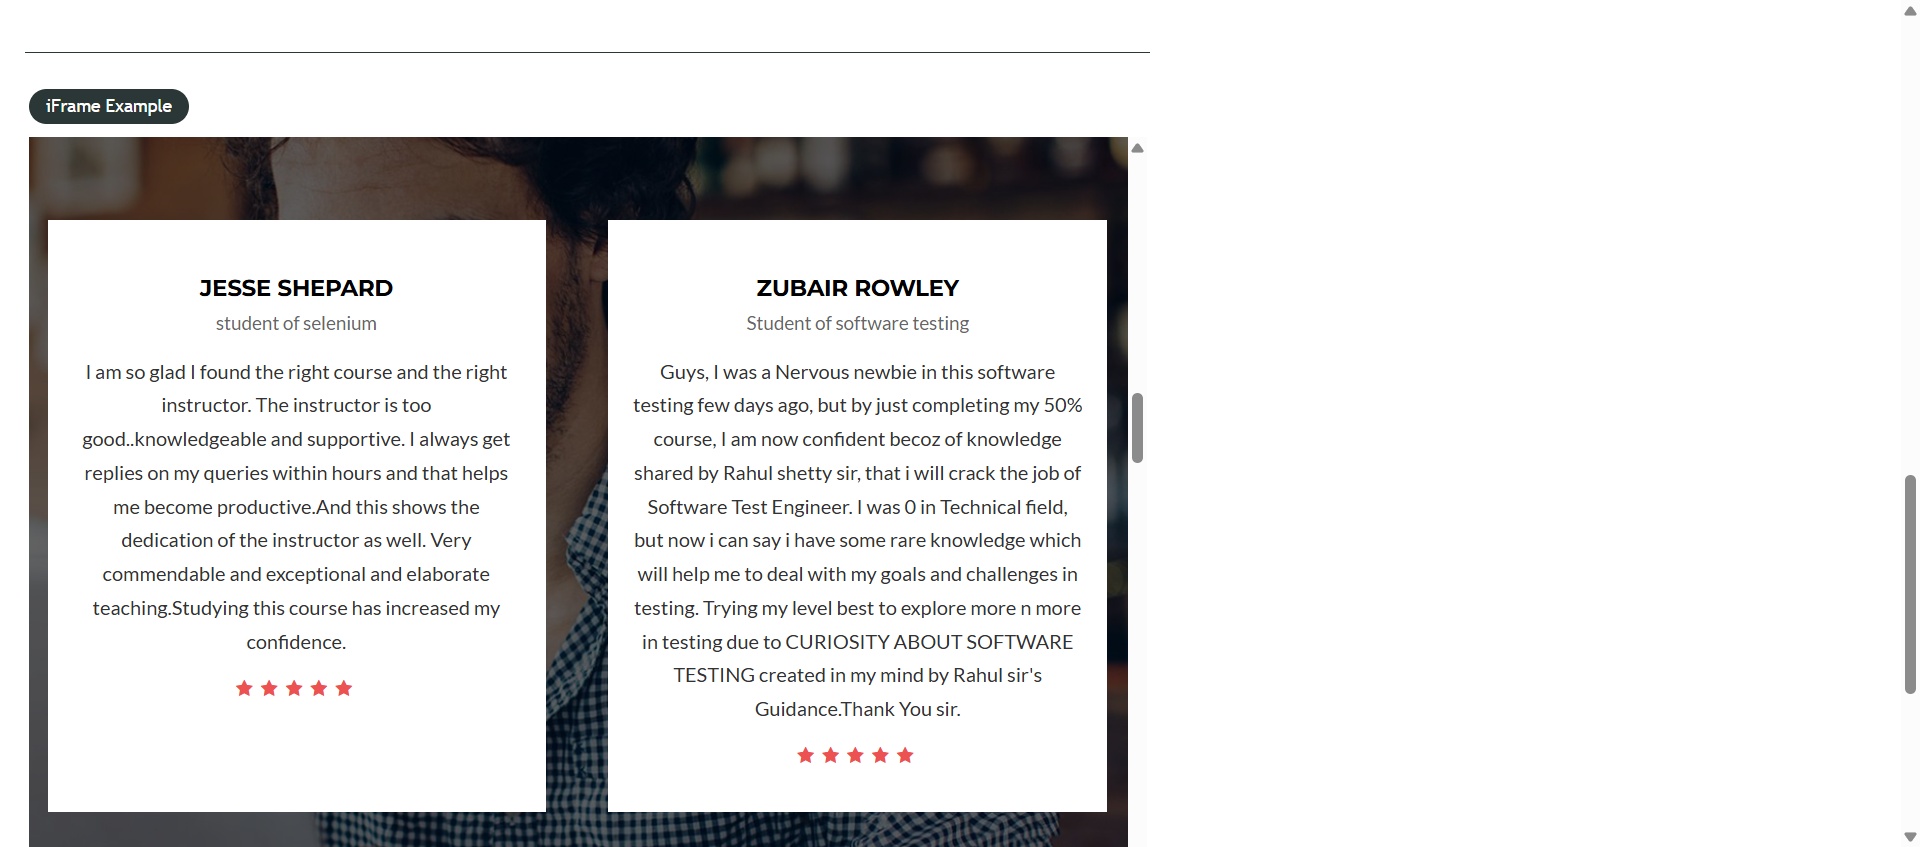 iFrame Example
JESSE SHEPARD
student of selenium
I am so glad I found the right course and the right
instructor. The instructor is too
good..knowledgeable and supportive. I always get
replies on my queries within hours and that helps
me become productive.And this shows the
dedication of the instructor as well. Very
commendable and exceptional and elaborate
teaching.Studying this course has increased my
confidence.
ZUBAIR ROWLEY
Student of software testing
Guys, I was a Nervous newbie in this software
testing few days ago, but by just completing my 50%
course, I am now confident becoz of knowledge
shared by Rahul shetty sir, that i will crack the job of
Software Test Engineer. I was 0 in Technical field,
but now i can say i have some rare knowledge which
will help me to deal with my goals and challenges in
testing. Trying my level best to explore more n more
in testing due to CURIOSITY ABOUT SOFTWARE
TESTING created in my mind by Rahul sir's
Guidance.Thank You sir.